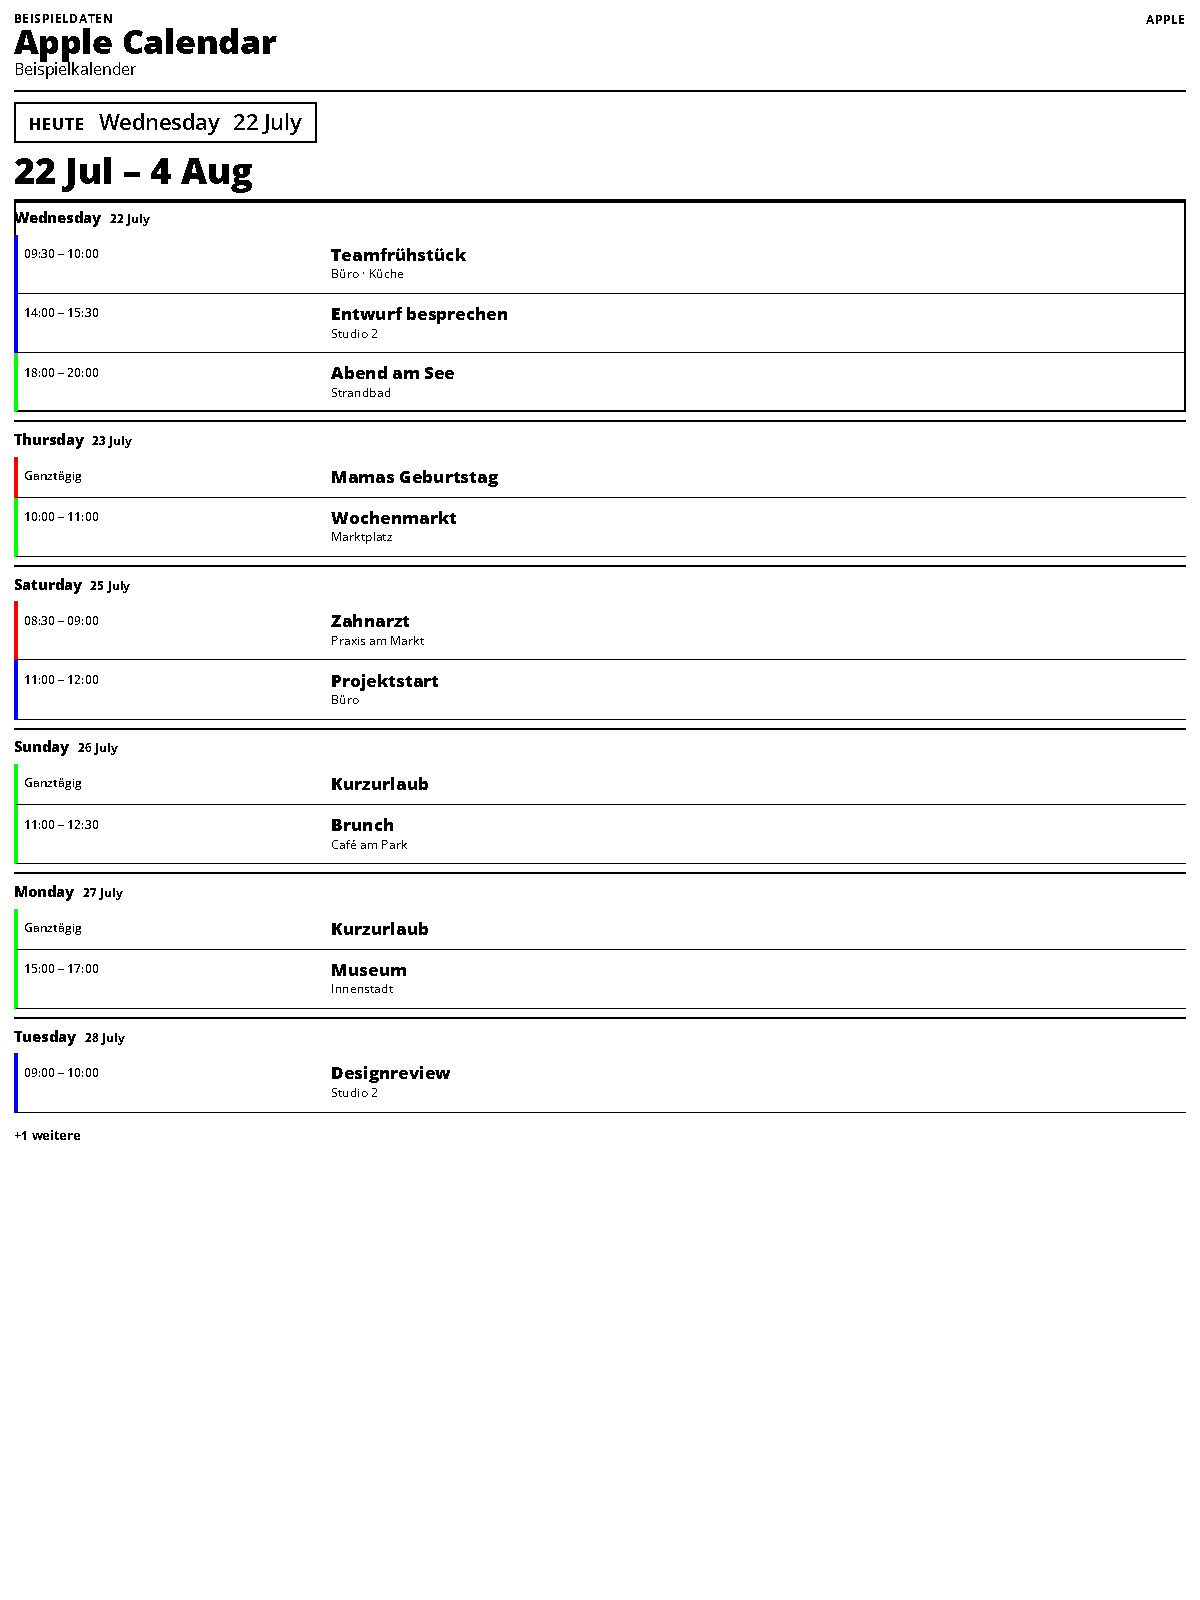 BEISPIELDATEN
APPLE
Apple Calendar
Beispielkalender
HEUTE Wednesday 22 July
22 Jul – 4 Aug
Wednesday 22 July
09:30 – 10:00 Teamfrühstück
Büro · Küche
14:00 – 15:30 Entwurf besprechen
Studio 2
18:00 – 20:00 Abend am See
Strandbad
Thursday 23 July
Ganztägig Mamas Geburtstag
10:00 – 11:00 Wochenmarkt
Marktplatz
Saturday 25 July
08:30 – 09:00 Zahnarzt
Praxis am Markt
11:00 – 12:00 Projektstart
Büro
Sunday 26 July
Ganztägig Kurzurlaub
11:00 – 12:30 Brunch
Café am Park
Monday 27 July
Ganztägig Kurzurlaub
15:00 – 17:00 Museum
Innenstadt
Tuesday 28 July
09:00 – 10:00 Designreview
Studio 2
+1 weitere